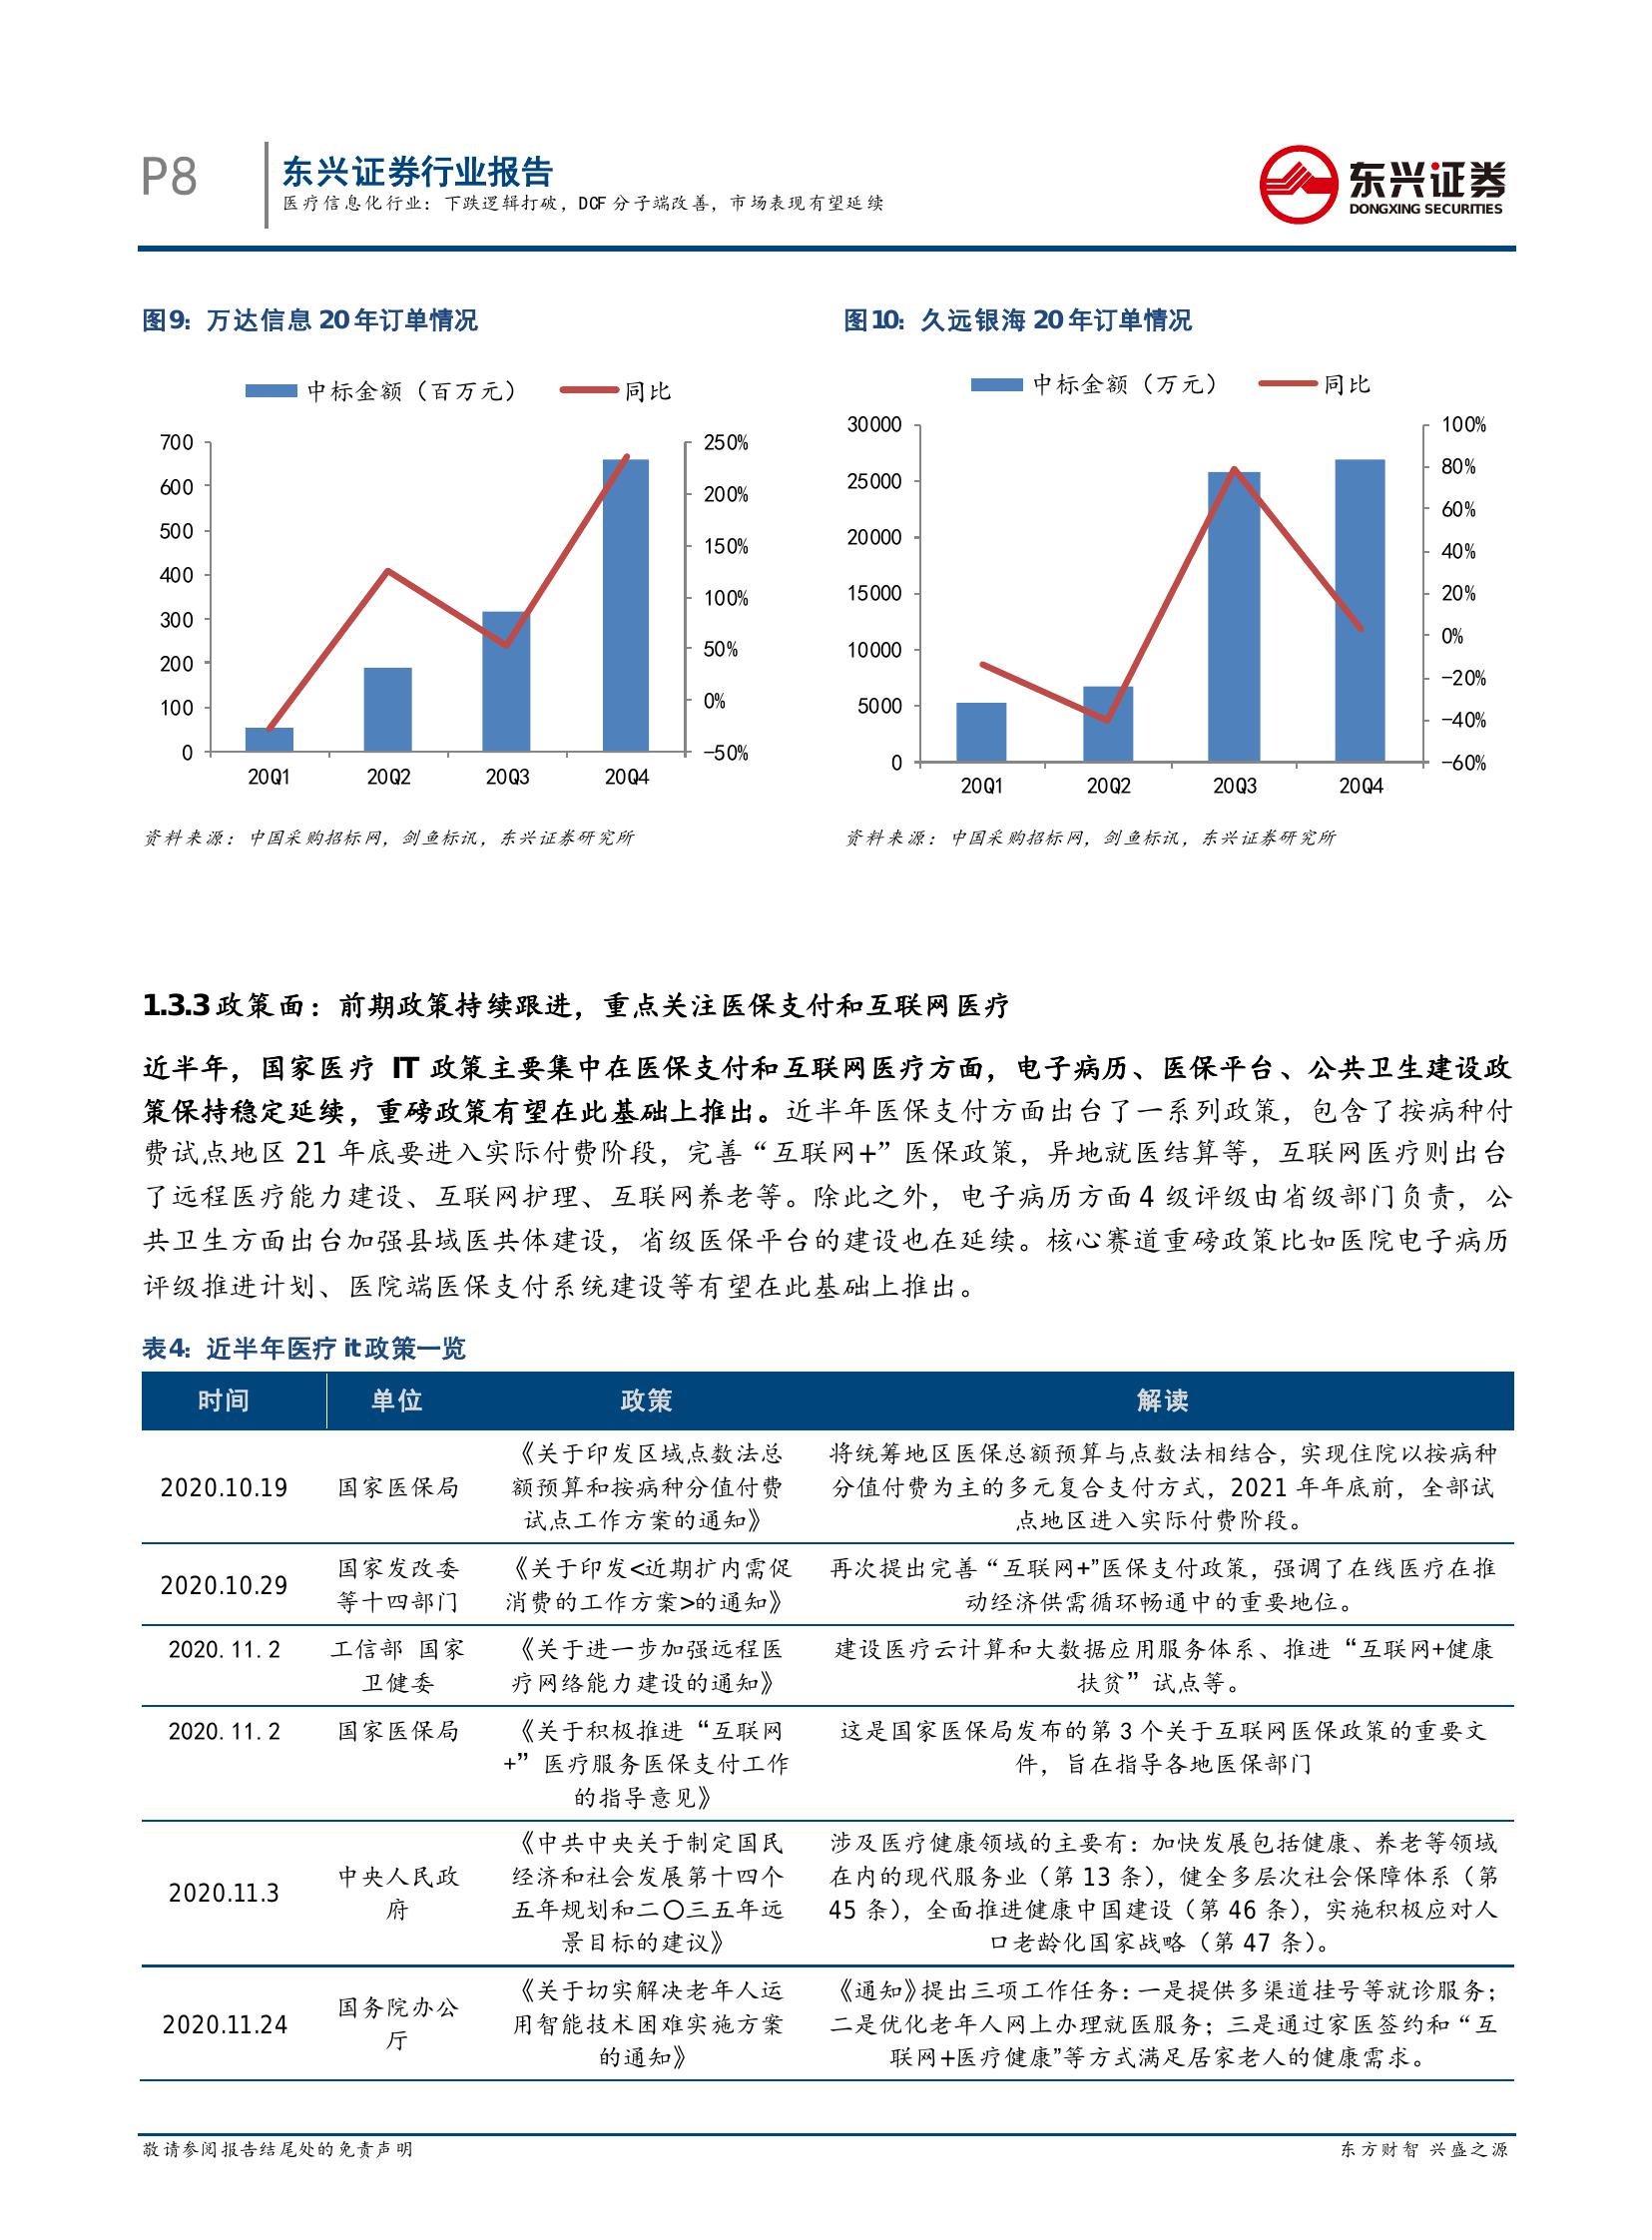 P8
东兴证券行业报告
医疗信息化行业：下跌逻辑打破，DCF 分子端改善，市场表现有望延续
东兴证券
DONGXING SECURITIES
图9：万达信息 20 年订单情况
中标金额（百万元） 同比
700
600
500
400
300
200
100
0
250%
200%
150%
100%
50%
0%
-50%
20Q1 20Q2 20Q3 20Q4
资料来源：中国采购招标网，剑鱼标讯，东兴证券研究所
图10：久远银海 20 年订单情况
中标金额（万元） 同比
30000
25000
20000
15000
10000
5000
0
100%
80%
60%
40%
20%
0%
-20%
-40%
-60%
20Q1 20Q2 20Q3 20Q4
资料来源：中国采购招标网，剑鱼标讯，东兴证券研究所
1.3.3 政策面：前期政策持续跟进，重点关注医保支付和互联网医疗
近半年，国家医疗 IT 政策主要集中在医保支付和互联网医疗方面，电子病历、医保平台、公共卫生建设政
策保持稳定延续，重磅政策有望在此基础上推出。近半年医保支付方面出台了一系列政策，包含了按病种付
费试点地区 21 年底要进入实际付费阶段，完善“互联网+”医保政策，异地就医结算等，互联网医疗则出台
了远程医疗能力建设、互联网护理、互联网养老等。除此之外，电子病历方面 4 级评级由省级部门负责，公
共卫生方面出台加强县域医共体建设，省级医保平台的建设也在延续。核心赛道重磅政策比如医院电子病历
评级推进计划、医院端医保支付系统建设等有望在此基础上推出。
表4：近半年医疗 it 政策一览
时间 单位 政策 解读
2020.10.19
国家医保局
《关于印发区域点数法总
额预算和按病种分值付费
试点工作方案的通知》
将统筹地区医保总额预算与点数法相结合，实现住院以按病种
分值付费为主的多元复合支付方式，2021 年年底前，全部试
点地区进入实际付费阶段。
2020.10.29
国家发改委
等十四部门
《关于印发<近期扩内需促
消费的工作方案>的通知》
再次提出完善“互联网+”医保支付政策，强调了在线医疗在推
动经济供需循环畅通中的重要地位。
2020.11.2
工信部 国家
卫健委
《关于进一步加强远程医
疗网络能力建设的通知》
建设医疗云计算和大数据应用服务体系、推进“互联网+健康
扶贫”试点等。
2020.11.2
国家医保局
《关于积极推进“互联网
+”医疗服务医保支付工作
的指导意见》
这是国家医保局发布的第 3 个关于互联网医保政策的重要文
件，旨在指导各地医保部门
2020.11.3
中央人民政
府
《中共中央关于制定国民
经济和社会发展第十四个
五年规划和二〇三五年远
景目标的建议》
涉及医疗健康领域的主要有：加快发展包括健康、养老等领域
在内的现代服务业（第 13 条），健全多层次社会保障体系（第
45 条），全面推进健康中国建设（第 46 条），实施积极应对人
口老龄化国家战略（第 47 条）。
2020.11.24
国务院办公
厅
《关于切实解决老年人运
用智能技术困难实施方案
的通知》
《通知》提出三项工作任务：一是提供多渠道挂号等就诊服务；
二是优化老年人网上办理就医服务；三是通过家医签约和“互
联网+医疗健康”等方式满足居家老人的健康需求。
敬请参阅报告结尾处的免责声明
东方财智 兴盛之源